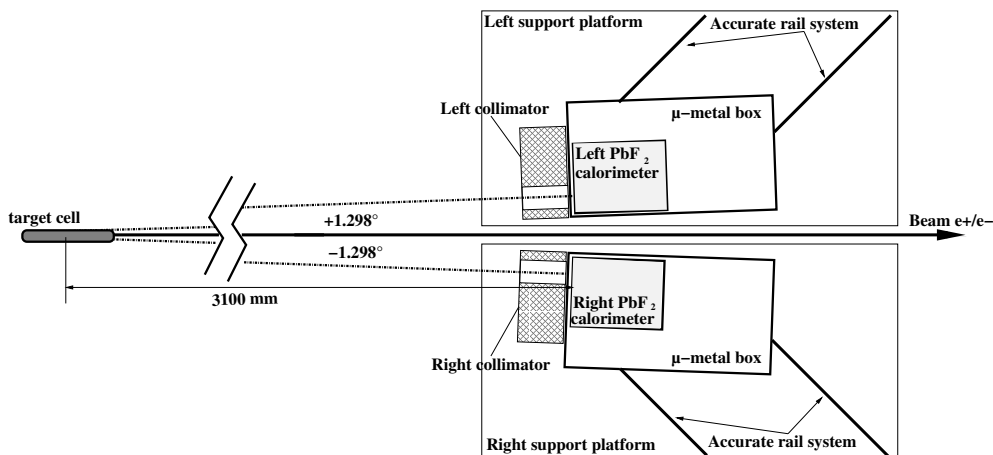 Left support platform
Accurate rail system
Left collimator
μ−metal box
Left PbF₂
calorimeter
target cell
+1.298°
Beam e+/e−
−1.298°
3100 mm
Right PbF₂
calorimeter
Right collimator
μ−metal box
Right support platform
Accurate rail system